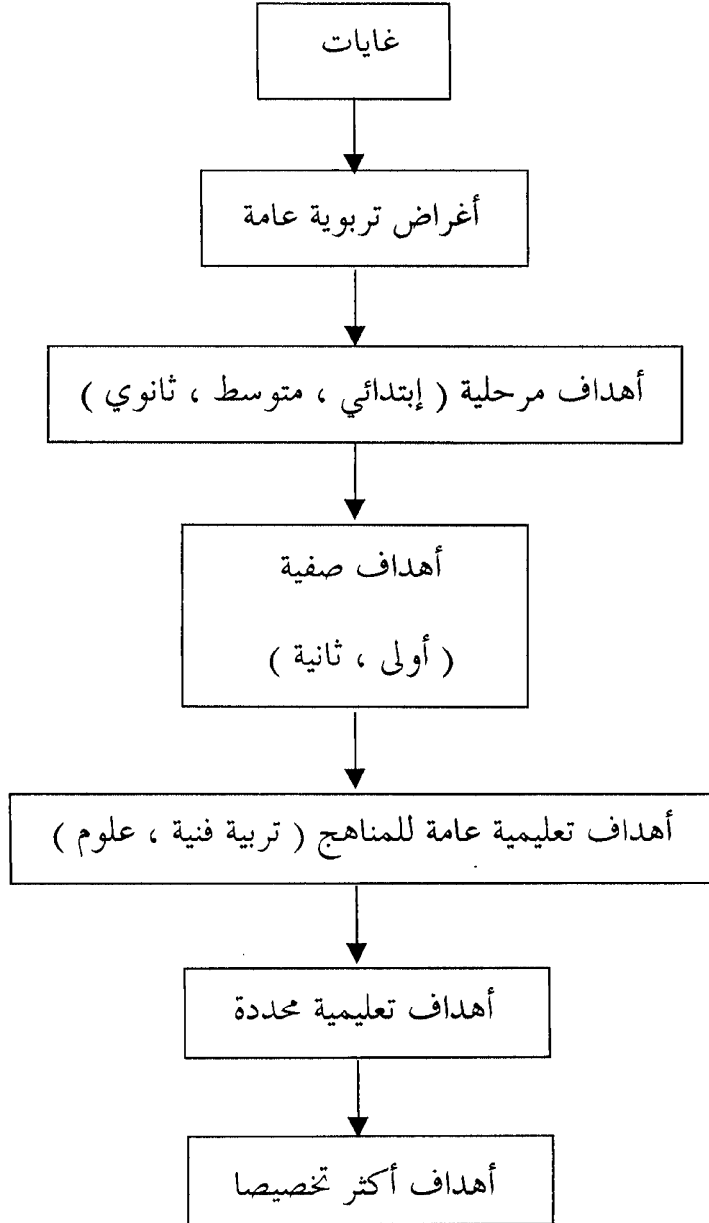 غايات
أغراض تربوية عامة
أهداف مرحلية ( إبتدائي ، متوسط ، ثانوي )
أهداف صفية
( أولى ، ثانية )
أهداف تعليمية عامة للمناهج ( تربية فنية ، علوم )
أهداف تعليمية محددة
أهداف أكثر تخصيصا